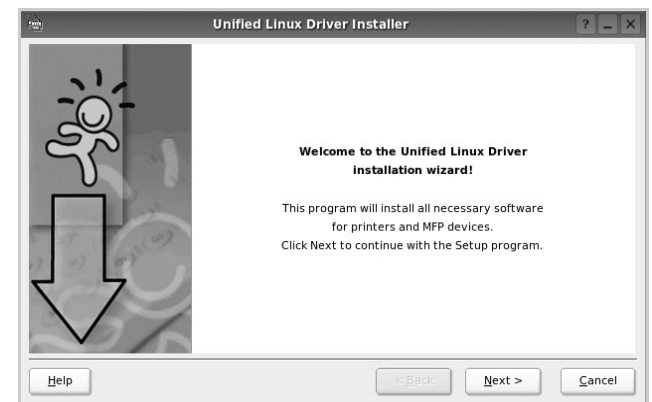 Unified Linux Driver Installer
Welcome to the Unified Linux Driver
installation wizard!
This program will install all necessary software
for printers and MFP devices.
Click Next to continue with the Setup program.
Help
< Back
Next >
Cancel